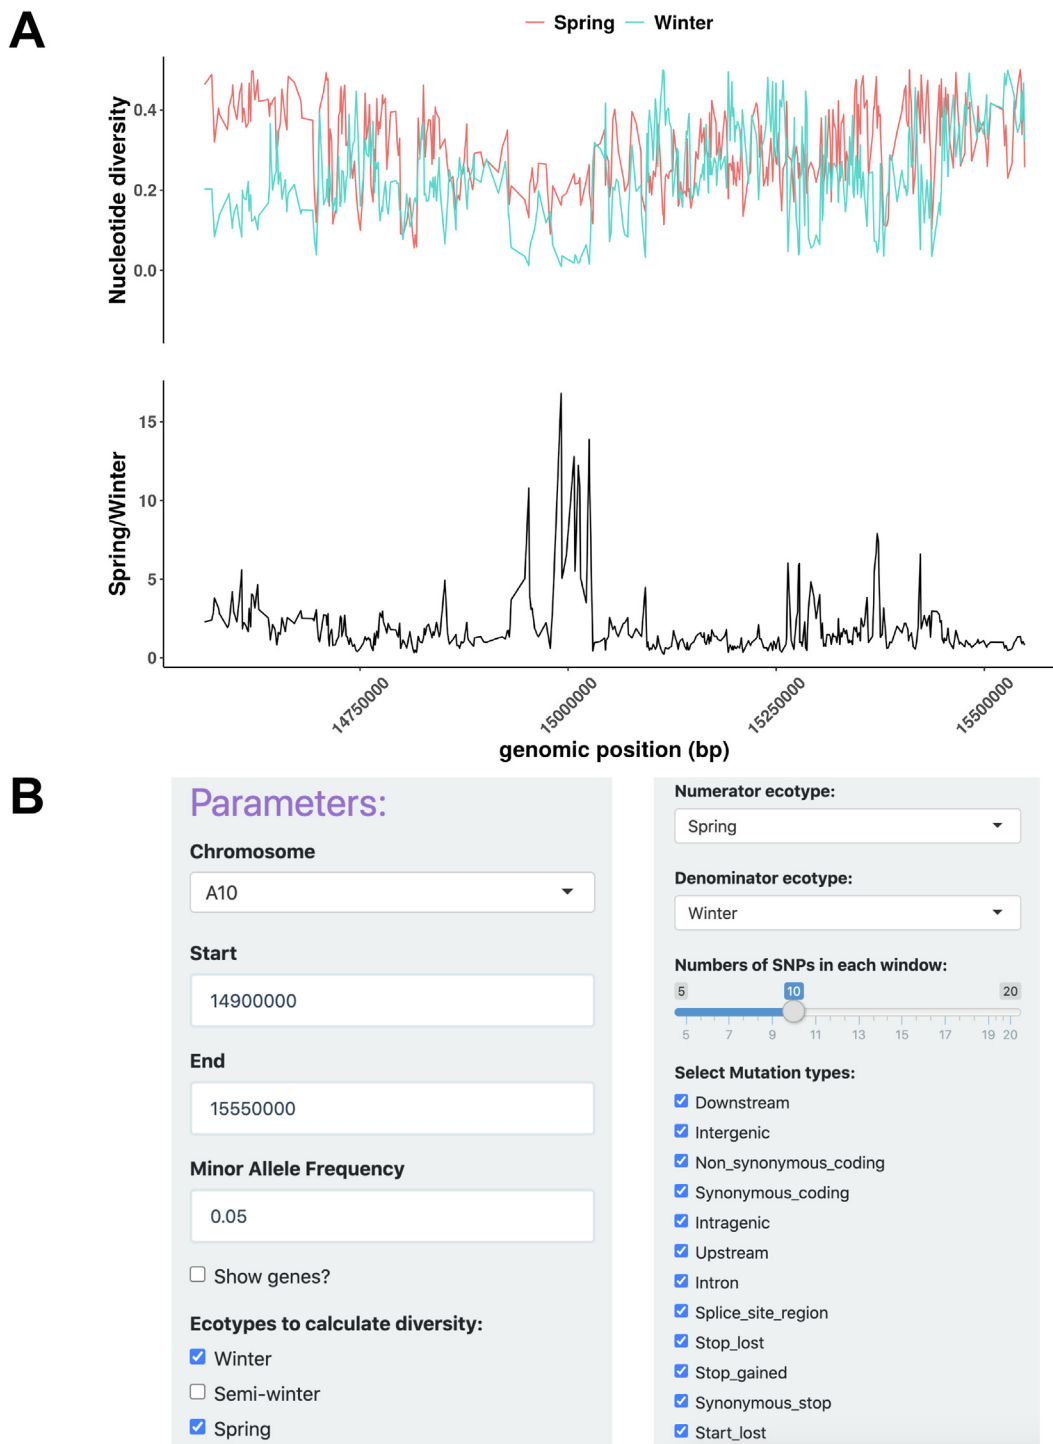 A
Spring Winter
Nucleotide diversity
0.4
0.2
0.0
Spring/Winter
15
10
5
0
14750000
15000000
15250000
15500000
genomic position (bp)
B
Parameters:
Chromosome
A10
Start
14900000
End
15550000
Minor Allele Frequency
0.05
Show genes?
Ecotypes to calculate diversity:
Winter
Semi-winter
Spring
Numerator ecotype:
Spring
Denominator ecotype:
Winter
Numbers of SNPs in each window:
5 10 20
5 7 9 11 13 15 17 19 20
Select Mutation types:
Downstream
Intergenic
Non_synonymous_coding
Synonymous_coding
Intragenic
Upstream
Intron
Splice_site_region
Stop_lost
Stop_gained
Synonymous_stop
Start_lost